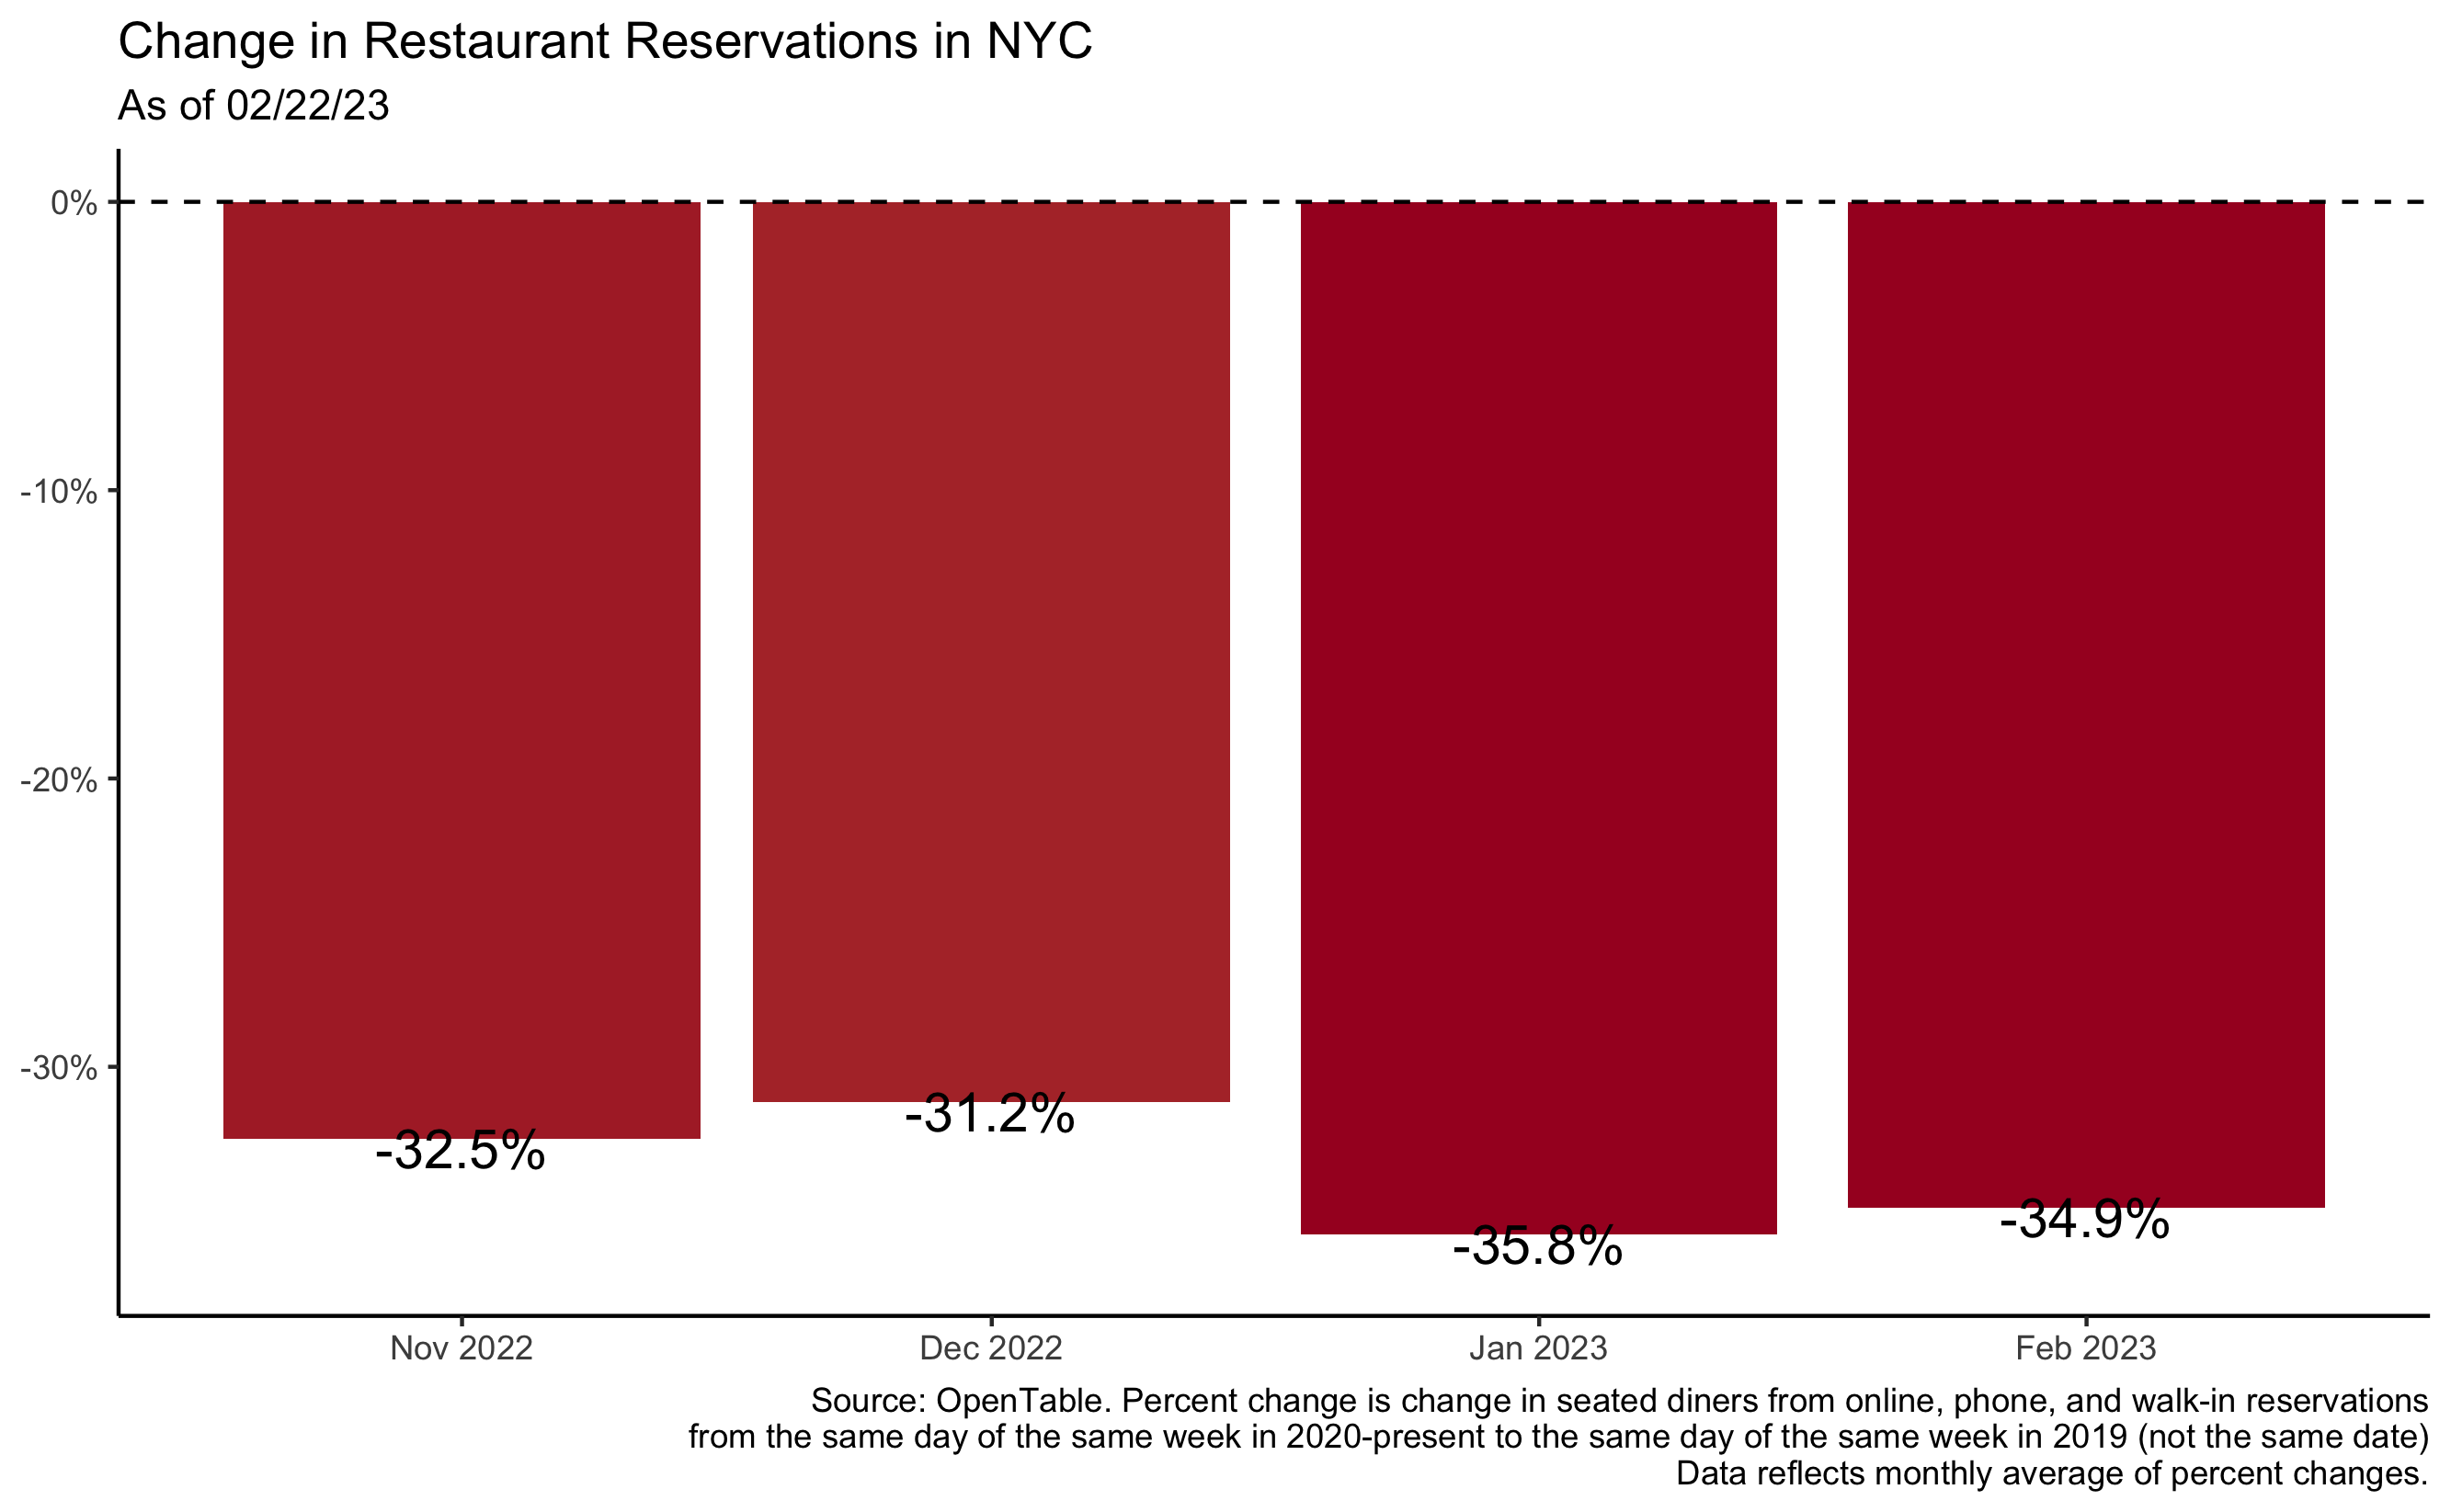 Change in Restaurant Reservations in NYC
As of 02/22/23
0%
-10%
-20%
-30%
-32.5%
-31.2%
-35.8%
-34.9%
Nov 2022
Dec 2022
Jan 2023
Feb 2023
Source: OpenTable. Percent change is change in seated diners from online, phone, and walk-in reservations
from the same day of the same week in 2020-present to the same day of the same week in 2019 (not the same date)
Data reflects monthly average of percent changes.